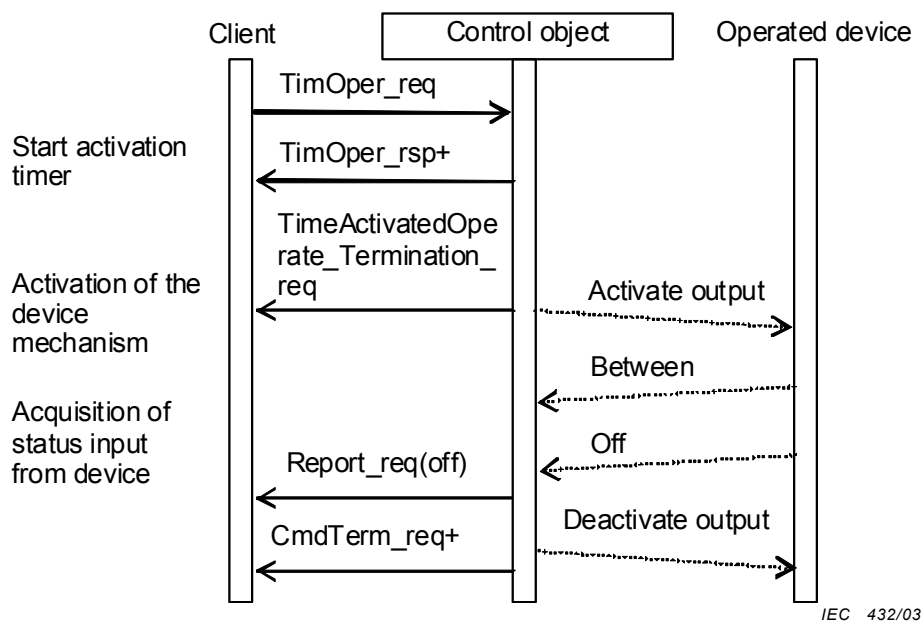 Client
Control object
Operated device
TimOper_req
Start activation
timer
TimOper_rsp+
TimeActivatedOpe
rate_Termination_
req
Activation of the
device
mechanism
Activate output
Between
Acquisition of
status input
from device
Off
Report_req(off)
Deactivate output
CmdTerm_req+
IEC 432/03